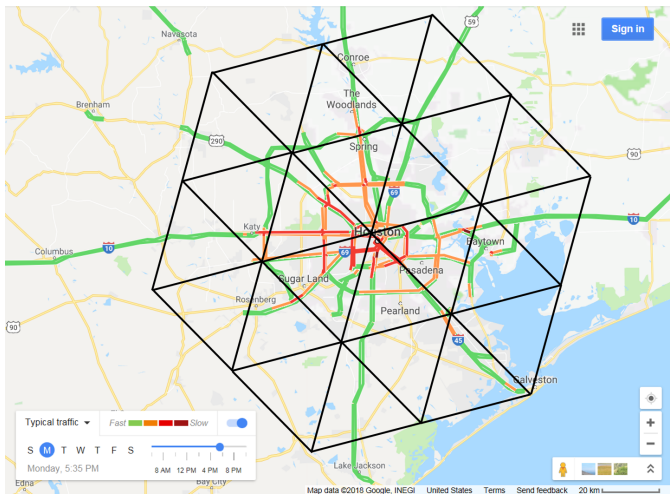 59
Sign in
Navasota
Conroe
The
Woodlands
Brenham
290
Spring
90
69
Katy
Houston
10
Columbus
10
69
Baytown
Sugar Land
Pasadena
Rosenberg
Pearland
90
45
Galveston
Typical traffic
Fast
Slow
S M T W T F S
Monday, 5:35 PM
8 AM 12 PM 4 PM 8 PM
Lake Jackson
Bay City
Edna
Map data ©2018 Google, INEGI United States Terms Send feedback 20 km